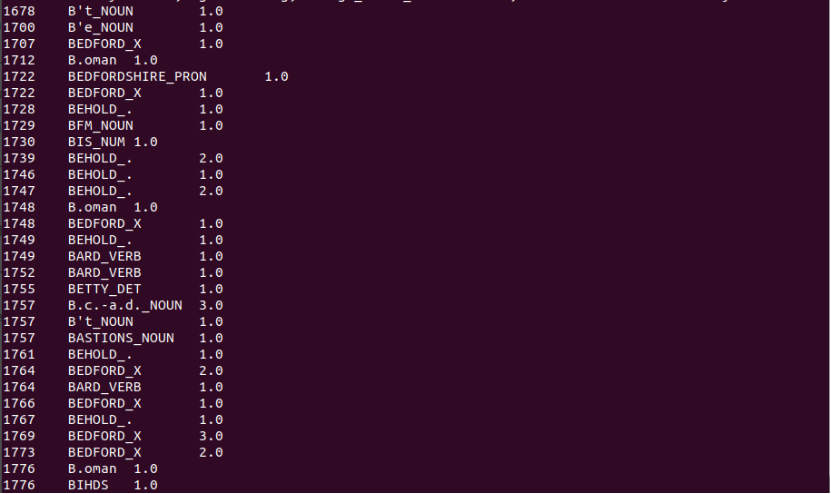 1678 B't_NOUN 1.0
1700 B'e_NOUN 1.0
1707 BEDFORD_X 1.0
1712 B.oman 1.0
1722 BEDFORDSHIRE_PRON 1.0
1722 BEDFORD_X 1.0
1728 BEHOLD_. 1.0
1729 BFM_NOUN 1.0
1730 BIS_NUM 1.0
1739 BEHOLD_. 2.0
1746 BEHOLD_. 1.0
1747 BEHOLD_. 2.0
1748 B.oman 1.0
1748 BEDFORD_X 1.0
1749 BEHOLD_. 1.0
1749 BARD_VERB 1.0
1752 BARD_VERB 1.0
1755 BETTY_DET 1.0
1757 B.c.-a.d._NOUN 3.0
1757 B't_NOUN 1.0
1757 BASTIONS_NOUN 1.0
1761 BEHOLD_. 1.0
1764 BEDFORD_X 2.0
1764 BARD_VERB 1.0
1766 BEDFORD_X 1.0
1767 BEHOLD_. 1.0
1769 BEDFORD_X 3.0
1773 BEDFORD_X 2.0
1776 B.oman 1.0
1776 BIHDS 1.0